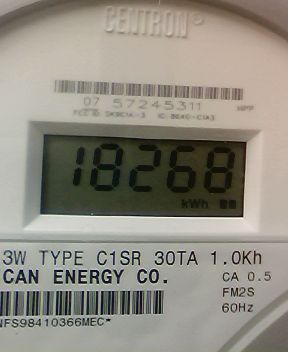 CENTRON®
07 57245311
18268
kWh
3W TYPE C1SR 30TA 1.0Kh
CAN ENERGY CO.
CA 0.5
FM2S
60Hz
NFS98410366MEC*